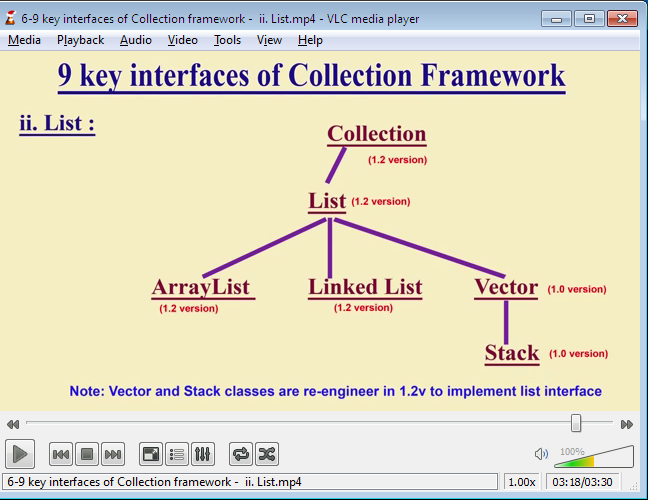 6-9 key interfaces of Collection framework -  ii. List.mp4 - VLC media player
Media Playback Audio Video Tools View Help
9 key interfaces of Collection Framework
ii. List :
Collection
(1.2 version)
List (1.2 version)
ArrayList Linked List Vector (1.0 version)
(1.2 version) (1.2 version)
Stack (1.0 version)
Note: Vector and Stack classes are re-engineer in 1.2v to implement list interface
100%
6-9 key interfaces of Collection framework -  ii. List.mp4 1.00x 03:18/03:30